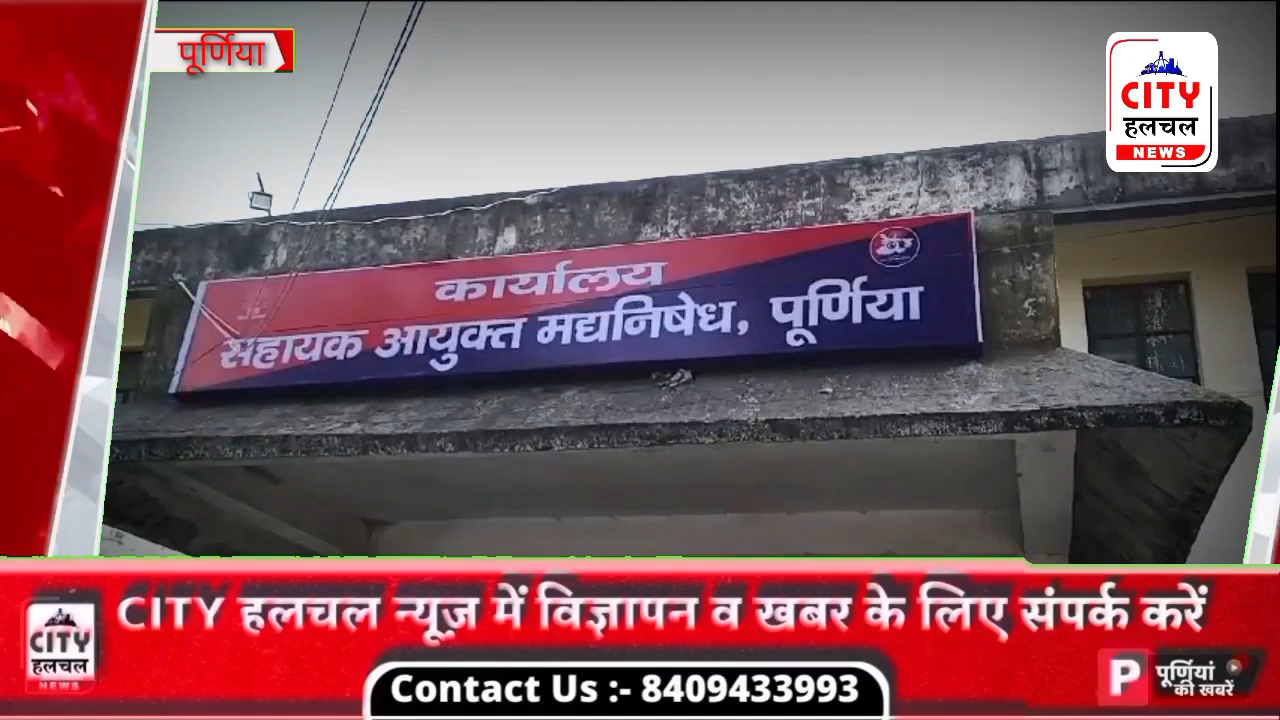 पूर्णिया
CITY
हलचल
NEWS
कार्यालय
सहायक आयुक्त मद्यनिषेध, पूर्णिया
CITY हलचल न्यूज़ में विज्ञापन व खबर के लिए संपर्क करें
CITY
हलचल
NEWS
Contact Us :- 8409433993
P
पूर्णियां
की खबरें